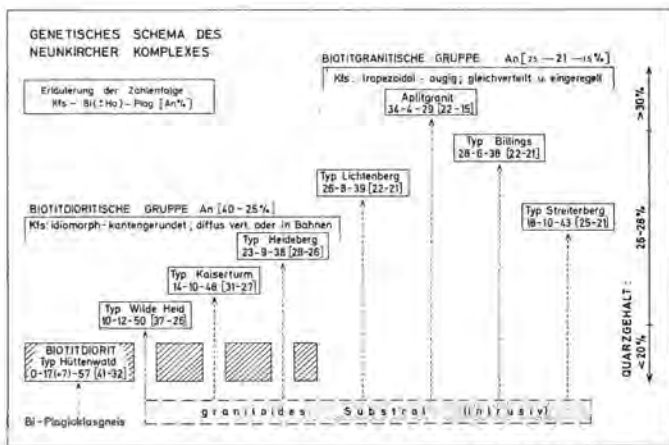 GENETISCHES SCHEMA DES
NEUNKIRCHER KOMPLEXES
Erläuterung der Zahlenfolge
Kfs - Bi(±Ho) - Plag [An%]
BIOTITGRANITISCHE GRUPPE - An[25 — 21 — 15%]
Kfs: trapezoidal - augig; gleichverteilt u. eingeregelt
Aplitgranit
34-4-29 [22-15]
Typ Billings
28-6-38 [22-21]
Typ Lichtenberg
26-8-39 [22-21]
Typ Streiterberg
18-10-43 [25-21]
BIOTITDIORITISCHE GRUPPE An [40-25%]
Kfs: idiomorph-kantengerundet; diffus vert. oder in Bahnen
Typ Heideberg
23-9-38 [28-26]
Typ Kaiserturm
14-10-48 [31-27]
Typ Wilde Heid
10-12-50 [37-26]
BIOTITDIORIT
Typ Hüttenwald
0-17(+7)-57 [41-32]
Bi-Plagioklasgneis
granitoides Substrat (intrusiv)
QUARZGEHALT:
<20%
26-28%
>30%